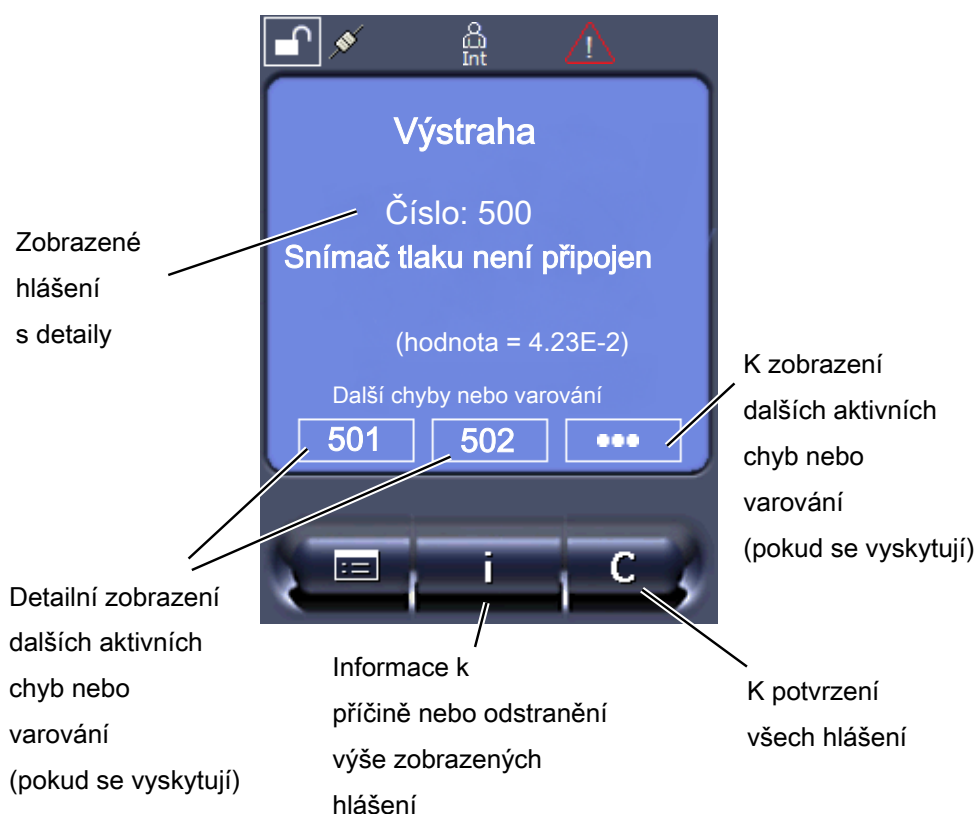 Int
!
Výstraha
Číslo: 500
Snímač tlaku není připojen
(hodnota = 4.23E-2)
Další chyby nebo varování
501
502
•••
i
C
Zobrazené
hlášení
s detaily
K zobrazení
dalších aktivních
chyb nebo
varování
(pokud se vyskytují)
Detailní zobrazení
dalších aktivních
chyb nebo
varování
(pokud se vyskytují)
Informace k
příčině nebo odstranění
výše zobrazených
hlášení
K potvrzení
všech hlášení